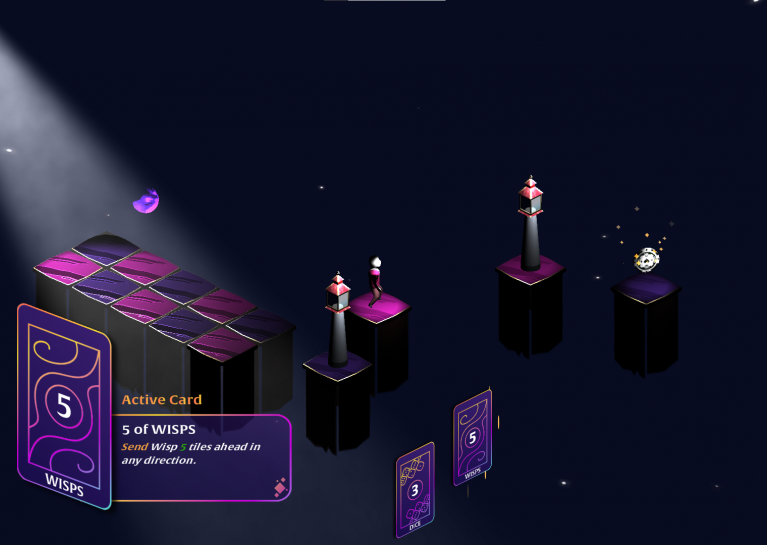 5
WISPS
Active Card
5 of WISPS
Send Wisp 5 tiles ahead in
any direction.
5
WISPS
3
DICE